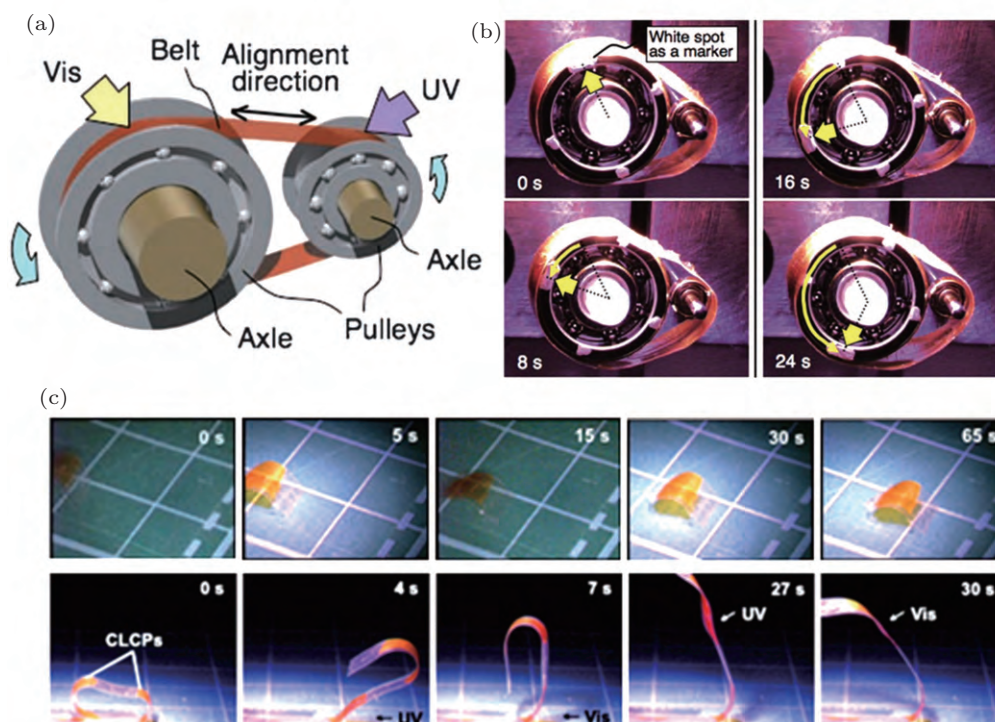 (a)
Vis
Belt
Alignment
direction
UV
Axle
Axle
Pulleys
(b)
White spot
as a marker
0 s
16 s
8 s
24 s
(c)
0 s
5 s
15 s
30 s
65 s
0 s
4 s
7 s
27 s
30 s
CLCPs
UV
Vis
UV
Vis